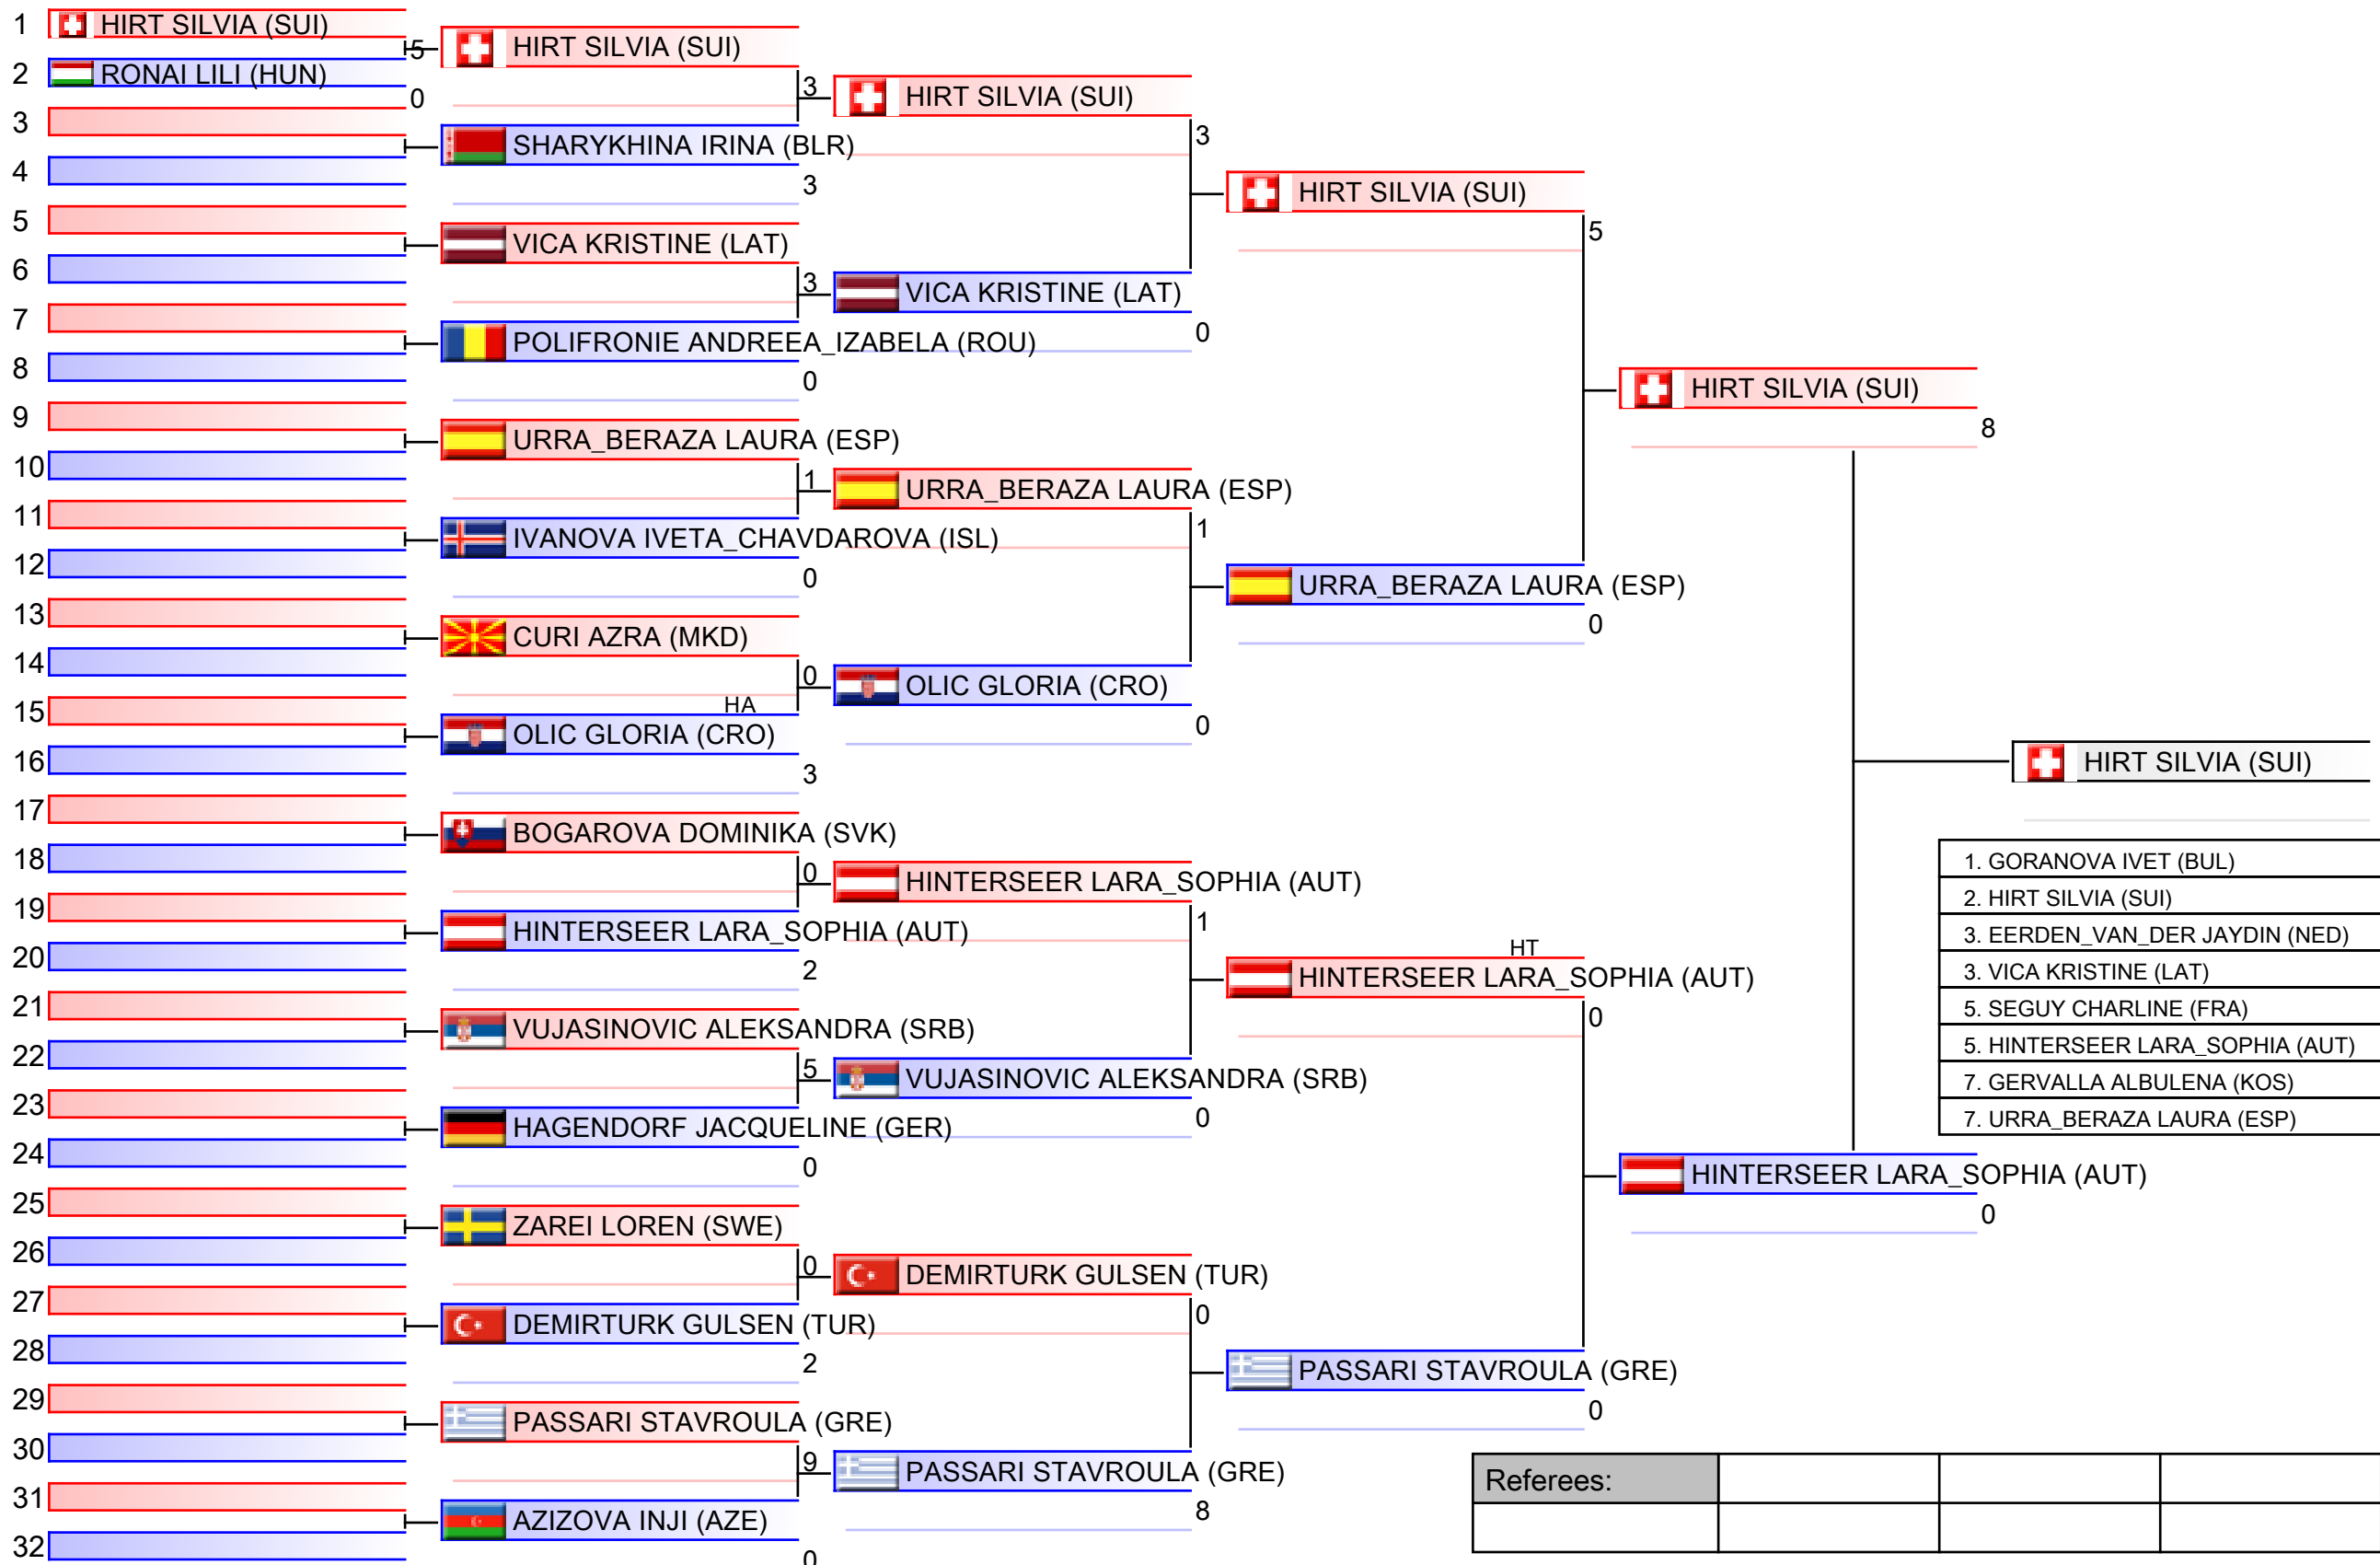 1 HIRT SILVIA (SUI)
2 RONAI LILI (HUN)
3
4
5
6
7
8
9
10
11
12
13
14
15
16
17
18
19
20
21
22
23
24
25
26
27
28
29
30
31
32
5
0
HIRT SILVIA (SUI)
3
SHARYKHINA IRINA (BLR)
3
VICA KRISTINE (LAT)
3
POLIFRONIE ANDREEA_IZABELA (ROU)
0
URRA_BERAZA LAURA (ESP)
1
IVANOVA IVETA_CHAVDAROVA (ISL)
0
CURI AZRA (MKD)
0
HA
OLIC GLORIA (CRO)
3
BOGAROVA DOMINIKA (SVK)
0
HINTERSEER LARA_SOPHIA (AUT)
2
VUJASINOVIC ALEKSANDRA (SRB)
5
HAGENDORF JACQUELINE (GER)
0
ZAREI LOREN (SWE)
0
DEMIRTURK GULSEN (TUR)
2
PASSARI STAVROULA (GRE)
9
AZIZOVA INJI (AZE)
0
HIRT SILVIA (SUI)
3
VICA KRISTINE (LAT)
0
URRA_BERAZA LAURA (ESP)
1
OLIC GLORIA (CRO)
0
HINTERSEER LARA_SOPHIA (AUT)
1
VUJASINOVIC ALEKSANDRA (SRB)
0
DEMIRTURK GULSEN (TUR)
0
PASSARI STAVROULA (GRE)
8
HIRT SILVIA (SUI)
5
URRA_BERAZA LAURA (ESP)
0
HT
HINTERSEER LARA_SOPHIA (AUT)
0
PASSARI STAVROULA (GRE)
0
HIRT SILVIA (SUI)
8
HINTERSEER LARA_SOPHIA (AUT)
0
HIRT SILVIA (SUI)
1. GORANOVA IVET (BUL)
2. HIRT SILVIA (SUI)
3. EERDEN_VAN_DER JAYDIN (NED)
3. VICA KRISTINE (LAT)
5. SEGUY CHARLINE (FRA)
5. HINTERSEER LARA_SOPHIA (AUT)
7. GERVALLA ALBULENA (KOS)
7. URRA_BERAZA LAURA (ESP)
Referees: